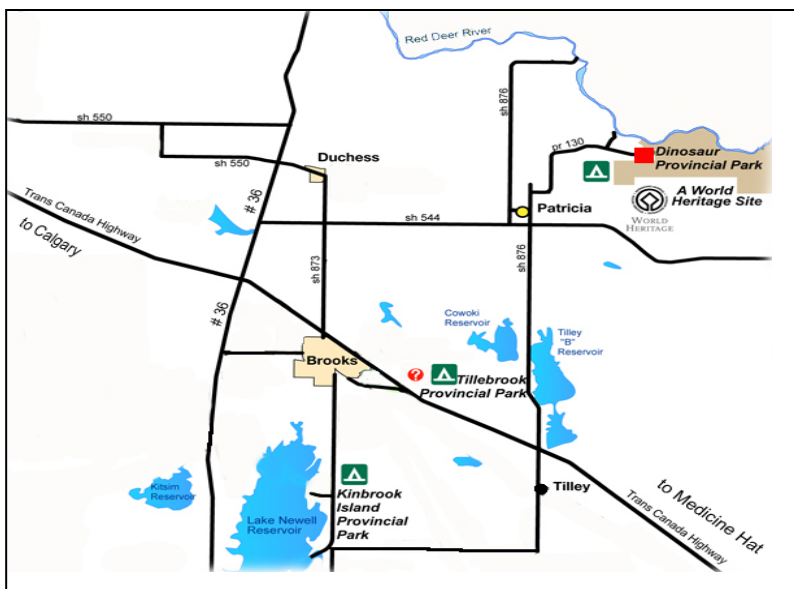 Red Deer River
sh 876
sh 550
pr 130
Dinosaur
Provincial Park
sh 550
Duchess
A World
Heritage Site
WORLD
HERITAGE
Trans Canada Highway
to Calgary
# 36
Patricia
sh 544
sh 873
sh 876
# 36
Cowoki
Reservoir
Tilley
"B"
Reservoir
Brooks
?
Tillebrook
Provincial Park
Kitsim
Reservoir
Kinbrook
Island
Provincial
Park
Lake Newell
Reservoir
Tilley
to Medicine Hat
Trans Canada Highway